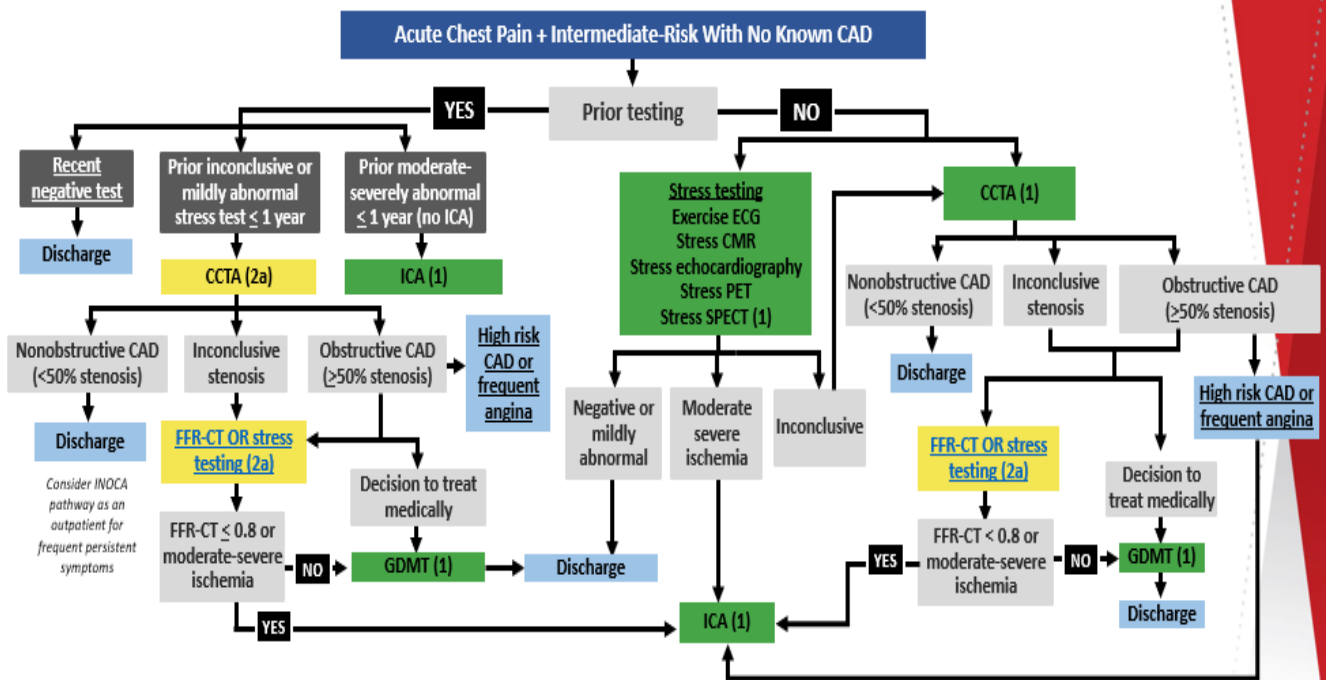 Acute Chest Pain + Intermediate-Risk With No Known CAD
YES
Prior testing
NO
Recent
negative test
Prior inconclusive or
mildly abnormal
stress test ≤ 1 year
Prior moderate-
severely abnormal
≤ 1 year (no ICA)
Discharge
CCTA (2a)
ICA (1)
Nonobstructive CAD
(<50% stenosis)
Inconclusive
stenosis
Obstructive CAD
(≥50% stenosis)
High risk
CAD or
frequent
angina
Discharge
Consider INOCA
pathway as an
outpatient for
frequent persistent
symptoms
FFR-CT OR stress
testing (2a)
Decision to treat
medically
FFR-CT ≤ 0.8 or
moderate-severe
ischemia
NO
GDMT (1)
Discharge
YES
Stress testing
Exercise ECG
Stress CMR
Stress echocardiography
Stress PET
Stress SPECT (1)
Negative or
mildly
abnormal
Moderate
severe
ischemia
Inconclusive
ICA (1)
CCTA (1)
Nonobstructive CAD
(<50% stenosis)
Inconclusive
stenosis
Obstructive CAD
(≥50% stenosis)
Discharge
High risk CAD or
frequent angina
FFR-CT OR stress
testing (2a)
Decision to
treat medically
YES
FFR-CT < 0.8 or
moderate-severe
ischemia
NO
GDMT (1)
Discharge